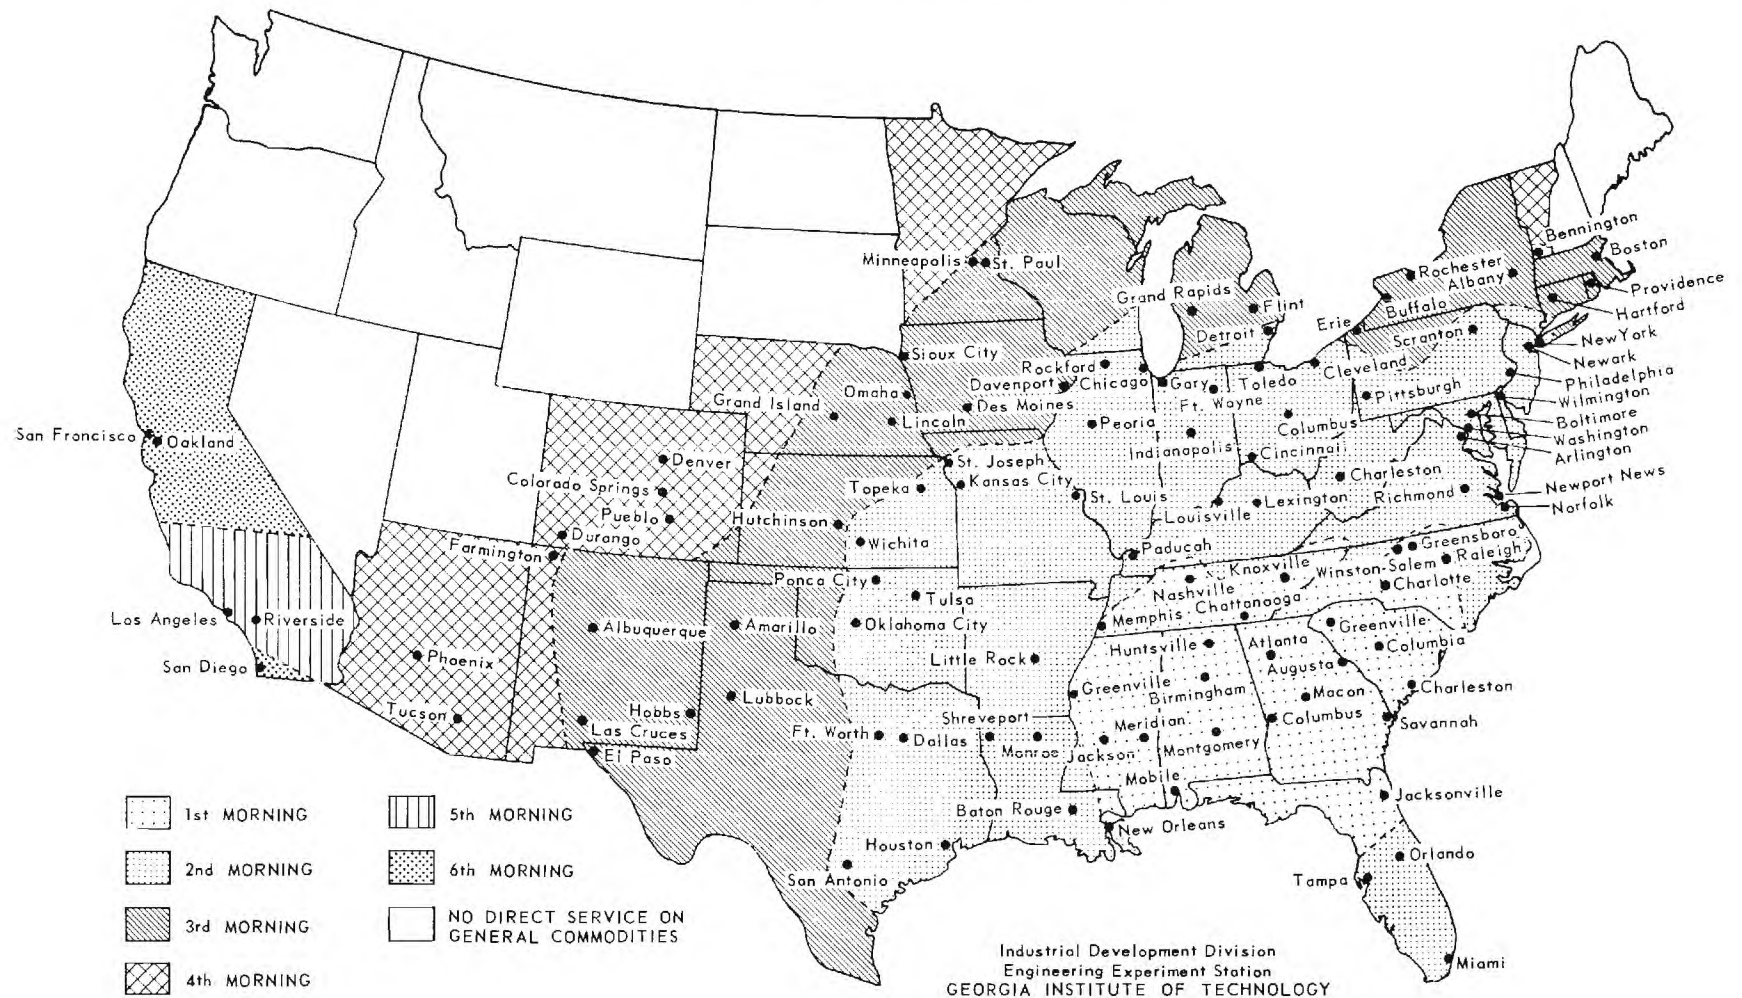 Bennington
Boston
Minneapolis
St. Paul
Rochester
Albany
Providence
Grand Rapids
Flint
Buffalo
Hartford
Erie
Detroit
Scranton
NewYork
Sioux City
Newark
Rockford
Cleveland
Philadelphia
Davenport
Chicago
Gary
Toledo
Omaha
Pittsburgh
Wilmington
Grand Island
Des Moines
Ft. Wayne
Baltimore
Lincoln
Peoria
Columbus
Washington
San Francisco
Oakland
Indianapolis
Cincinnati
Arlington
Denver
St. Joseph
Charleston
Colorado Springs
Topeka
Kansas City
St. Louis
Lexington
Richmond
Newport News
Pueblo
Hutchinson
Louisville
Norfolk
Durango
Wichita
Paducah
Greensboro
Farmington
Raleigh
Knoxville
Winston-Salem
Ponca City
Nashville
Charlotte
Tulsa
Los Angeles
Riverside
Albuquerque
Amarillo
Oklahoma City
Memphis
Chattanooga
Greenville
Phoenix
Little Rock
Huntsville
Atlanta
Columbia
San Diego
Augusta
Greenville
Birmingham
Macon
Charleston
Tucson
Hobbs
Lubbock
Shreveport
Meridian
Columbus
Savannah
Las Cruces
Ft. Worth
Dallas
Monroe
Jackson
Montgomery
El Paso
Mobile
Jacksonville
Baton Rouge
New Orleans
Houston
Orlando
San Antonio
Tampa
Miami
1st MORNING
2nd MORNING
3rd MORNING
4th MORNING
5th MORNING
6th MORNING
NO DIRECT SERVICE ON
GENERAL COMMODITIES
Industrial Development Division
Engineering Experiment Station
GEORGIA INSTITUTE OF TECHNOLOGY